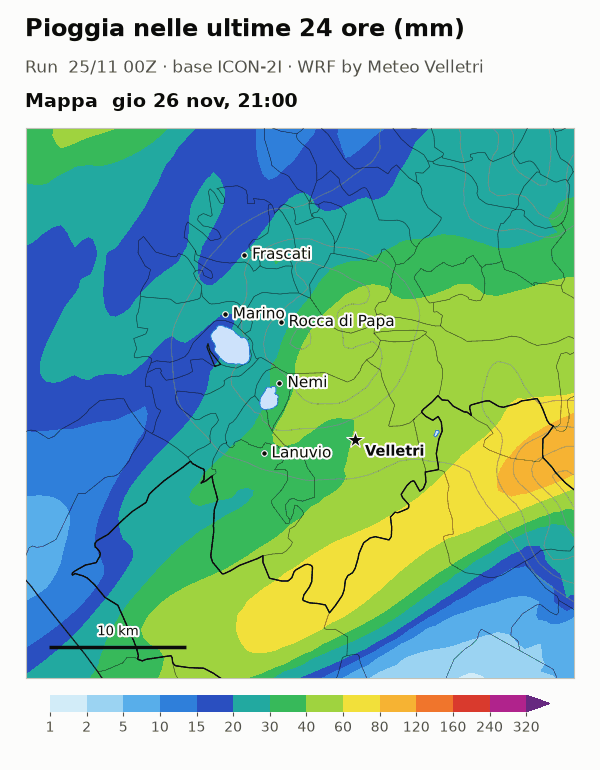 Pioggia nelle ultime 24 ore (mm)
Run 25/11 00Z · base ICON-2I · WRF by Meteo Velletri
Mappa gio 26 nov, 21:00
Frascati
Marino
Rocca di Papa
Nemi
Velletri
Lanuvio
10 km
1 2 5 10 15 20 30 40 60 80 120 160 240 320